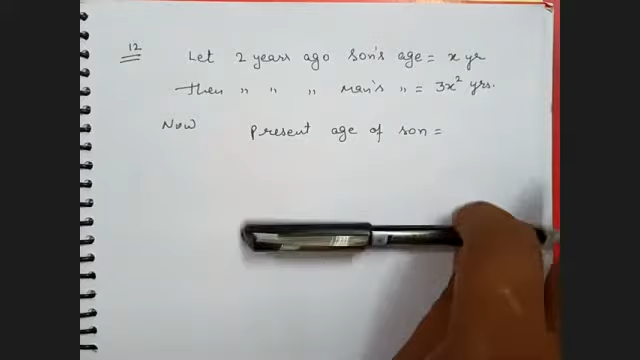 12
Let 2 years ago son's age = x yr
Then " " " Man's " = 3x² yrs.
Now Present age of son =